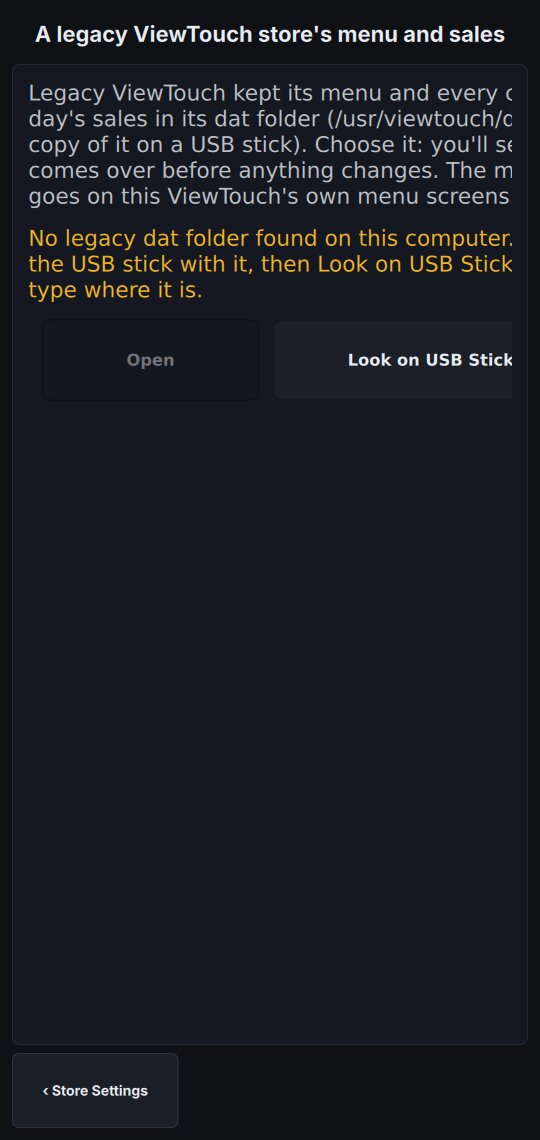 A legacy ViewTouch store's menu and sales
Legacy ViewTouch kept its menu and every
day's sales in its dat folder (/usr/viewtouch/
copy of it on a USB stick). Choose it: you'll
comes over before anything changes. The
goes on this ViewTouch's own menu screens
No legacy dat folder found on this computer.
the USB stick with it, then Look on USB Stick
type where it is.
Open
Look on USB Stick
‹ Store Settings